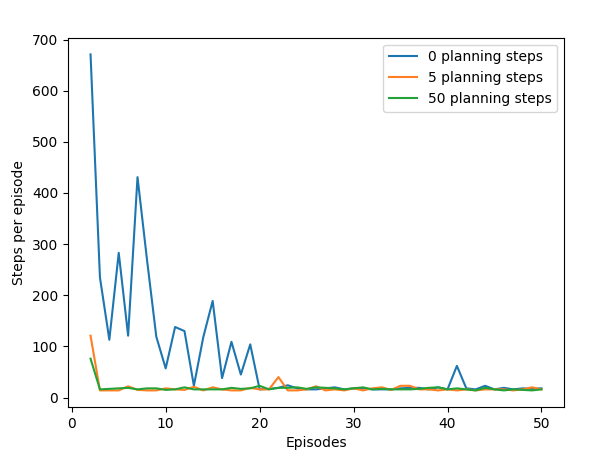 700
600
500
400
300
200
100
0
Steps per episode
0 planning steps
5 planning steps
50 planning steps
0 10 20 30 40 50
Episodes